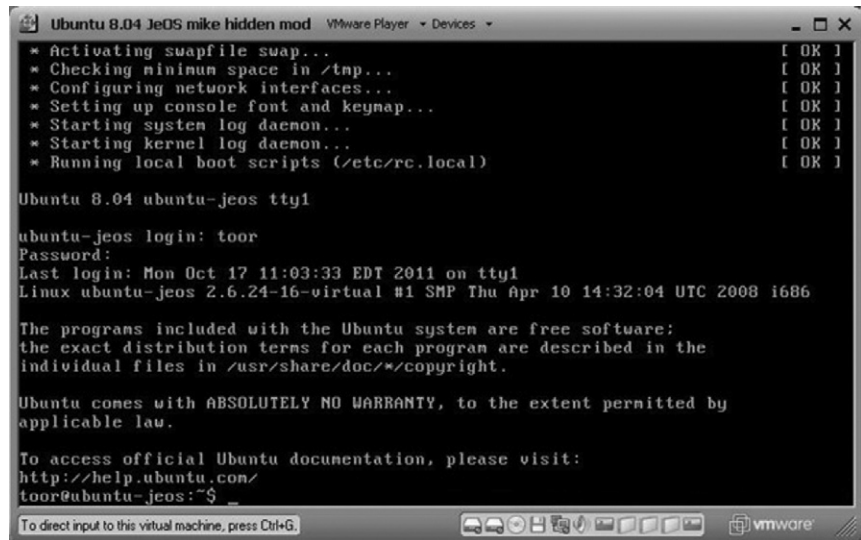 Ubuntu 8.04 JeOS mike hidden mod VMware Player Devices
* Activating swapfile swap... [ OK ]
* Checking minimum space in /tmp... [ OK ]
* Configuring network interfaces... [ OK ]
* Setting up console font and keymap... [ OK ]
* Starting system log daemon... [ OK ]
* Starting kernel log daemon... [ OK ]
* Running local boot scripts (/etc/rc.local) [ OK ]
Ubuntu 8.04 ubuntu-jeos tty1
ubuntu-jeos login: toor
Password:
Last login: Mon Oct 17 11:03:33 EDT 2011 on tty1
Linux ubuntu-jeos 2.6.24-16-virtual #1 SMP Thu Apr 10 14:32:04 UTC 2008 i686
The programs included with the Ubuntu system are free software;
the exact distribution terms for each program are described in the
individual files in /usr/share/doc/*/copyright.
Ubuntu comes with ABSOLUTELY NO WARRANTY, to the extent permitted by
applicable law.
To access official Ubuntu documentation, please visit:
http://help.ubuntu.com/
toor@ubuntu-jeos:~$ _
To direct input to this virtual machine, press Ctrl+G. vmware